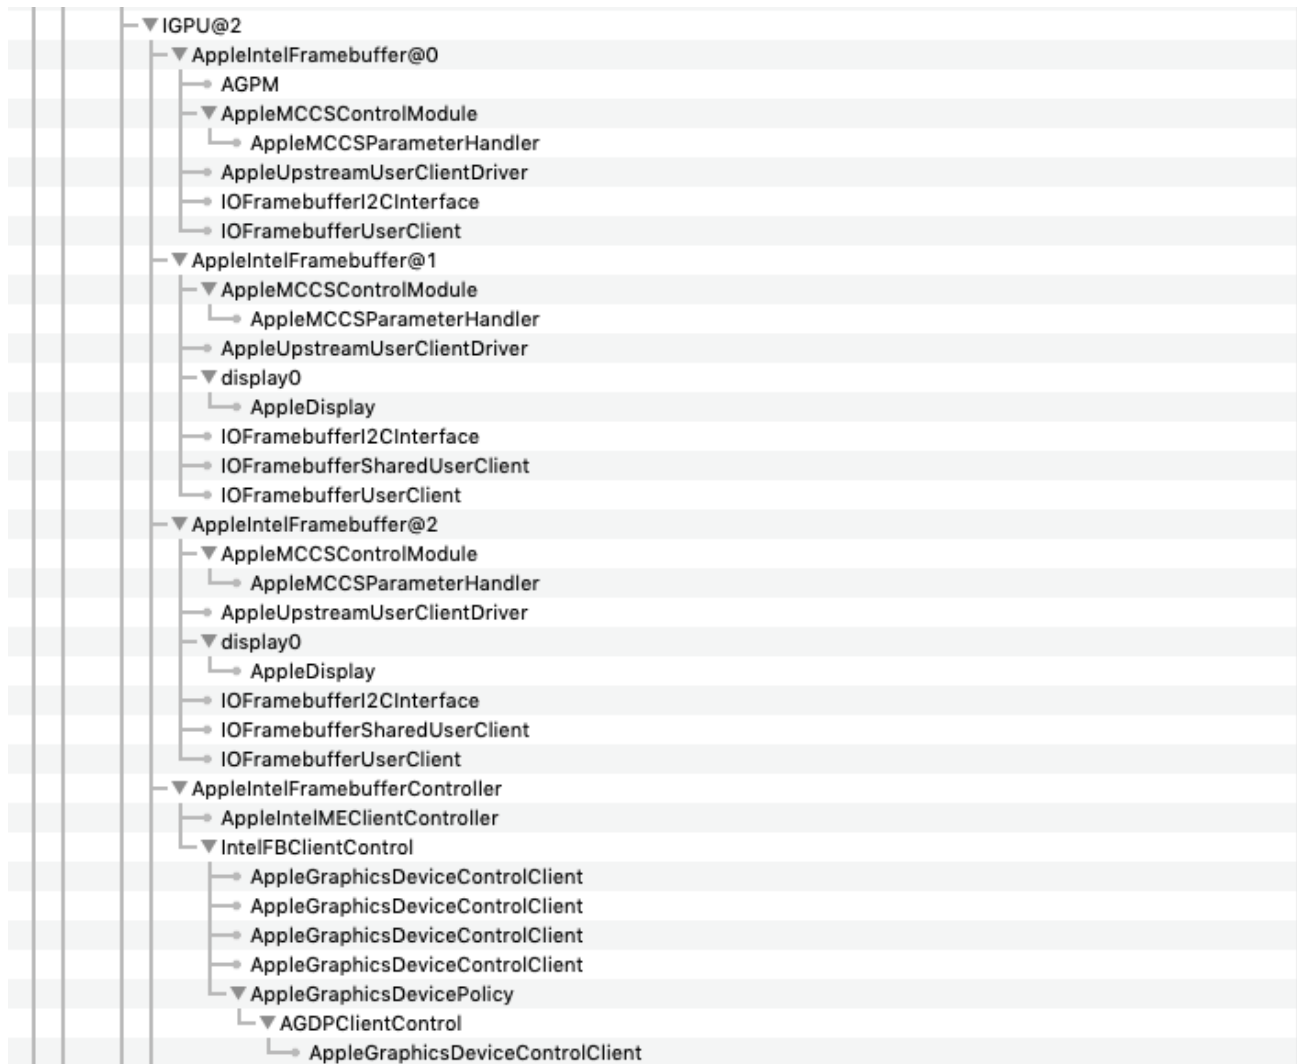 IGPU@2
AppleIntelFramebuffer@0
AGPM
AppleMCCSControlModule
AppleMCCSParameterHandler
AppleUpstreamUserClientDriver
IOFramebufferI2CInterface
IOFramebufferUserClient
AppleIntelFramebuffer@1
AppleMCCSControlModule
AppleMCCSParameterHandler
AppleUpstreamUserClientDriver
display0
AppleDisplay
IOFramebufferI2CInterface
IOFramebufferSharedUserClient
IOFramebufferUserClient
AppleIntelFramebuffer@2
AppleMCCSControlModule
AppleMCCSParameterHandler
AppleUpstreamUserClientDriver
display0
AppleDisplay
IOFramebufferI2CInterface
IOFramebufferSharedUserClient
IOFramebufferUserClient
AppleIntelFramebufferController
AppleIntelMEClientController
IntelFBClientControl
AppleGraphicsDeviceControlClient
AppleGraphicsDeviceControlClient
AppleGraphicsDeviceControlClient
AppleGraphicsDeviceControlClient
AppleGraphicsDevicePolicy
AGDPClientControl
AppleGraphicsDeviceControlClient